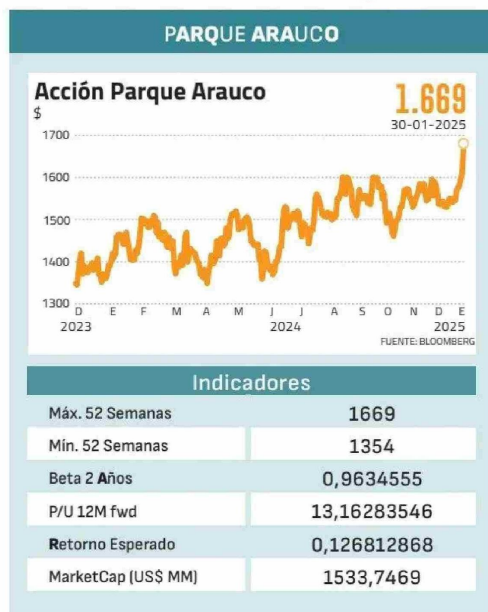 PARQUE ARAUCO
Acción Parque Arauco
$
1.669
30-01-2025
1700
1600
1500
1400
1300
D E F M A M J J A S O N D E
2023 2024 2025
FUENTE: BLOOMBERG
Indicadores
Máx. 52 Semanas 1669
Mín. 52 Semanas 1354
Beta 2 Años 0,9634555
P/U 12M fwd 13,16283546
Retorno Esperado 0,126812868
MarketCap (US$ MM) 1533,7469